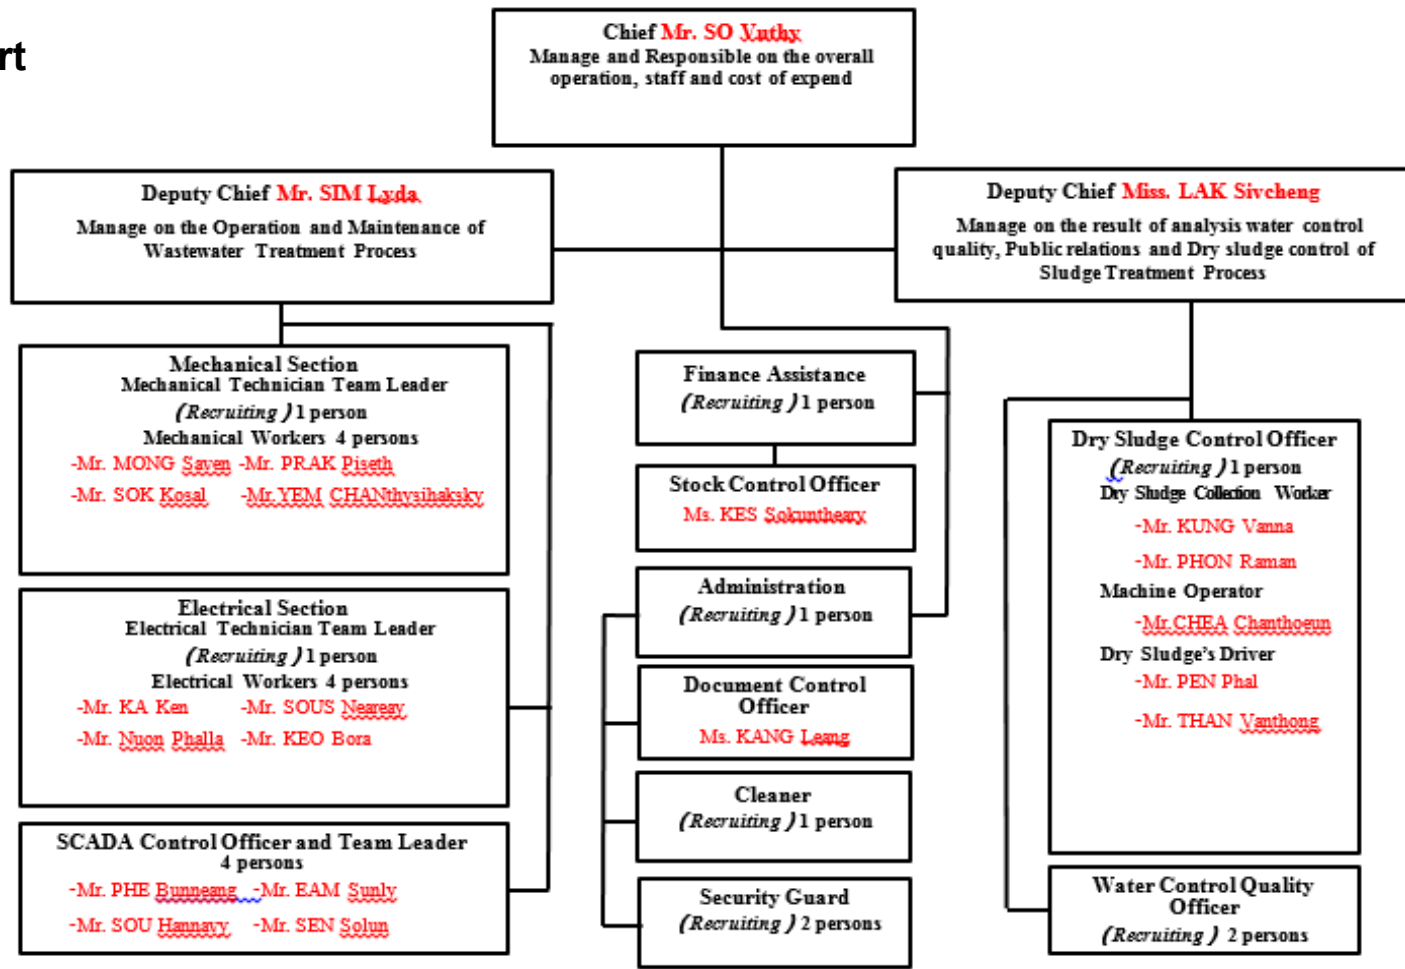 rt
Chief Mr. SO Vuthy
Manage and Responsible on the overall
operation, staff and cost of expend
Deputy Chief Mr. SIM Lyda
Manage on the Operation and Maintenance of
Wastewater Treatment Process
Deputy Chief Miss. LAK Sivcheng
Manage on the result of analysis water control
quality, Public relations and Dry sludge control of
Sludge Treatment Process
Mechanical Section
Mechanical Technician Team Leader
(Recruiting ) 1 person
Mechanical Workers 4 persons
-Mr. MONG Saven -Mr. PRAK Piseth
-Mr. SOK Kosal -Mr.YEM CHANthysihaksky
Electrical Section
Electrical Technician Team Leader
(Recruiting ) 1 person
Electrical Workers 4 persons
-Mr. KA Ken -Mr. SOUS Neareay
-Mr. Nuon Phalla -Mr. KEO Bora
SCADA Control Officer and Team Leader
4 persons
-Mr. PHE Bunneang -Mr. EAM Sunly
-Mr. SOU Hannavy -Mr. SEN Solun
Finance Assistance
(Recruiting ) 1 person
Stock Control Officer
Ms. KES Sokuntheary
Administration
(Recruiting ) 1 person
Document Control
Officer
Ms. KANG Leang
Cleaner
(Recruiting ) 1 person
Security Guard
(Recruiting ) 2 persons
Dry Sludge Control Officer
(Recruiting ) 1 person
Dry Sludge Collection Worker
-Mr. KUNG Vanna
-Mr. PHON Raman
Machine Operator
-Mr.CHEA Chanthoeun
Dry Sludge's Driver
-Mr. PEN Phal
-Mr. THAN Vanthong
Water Control Quality
Officer
(Recruiting ) 2 persons